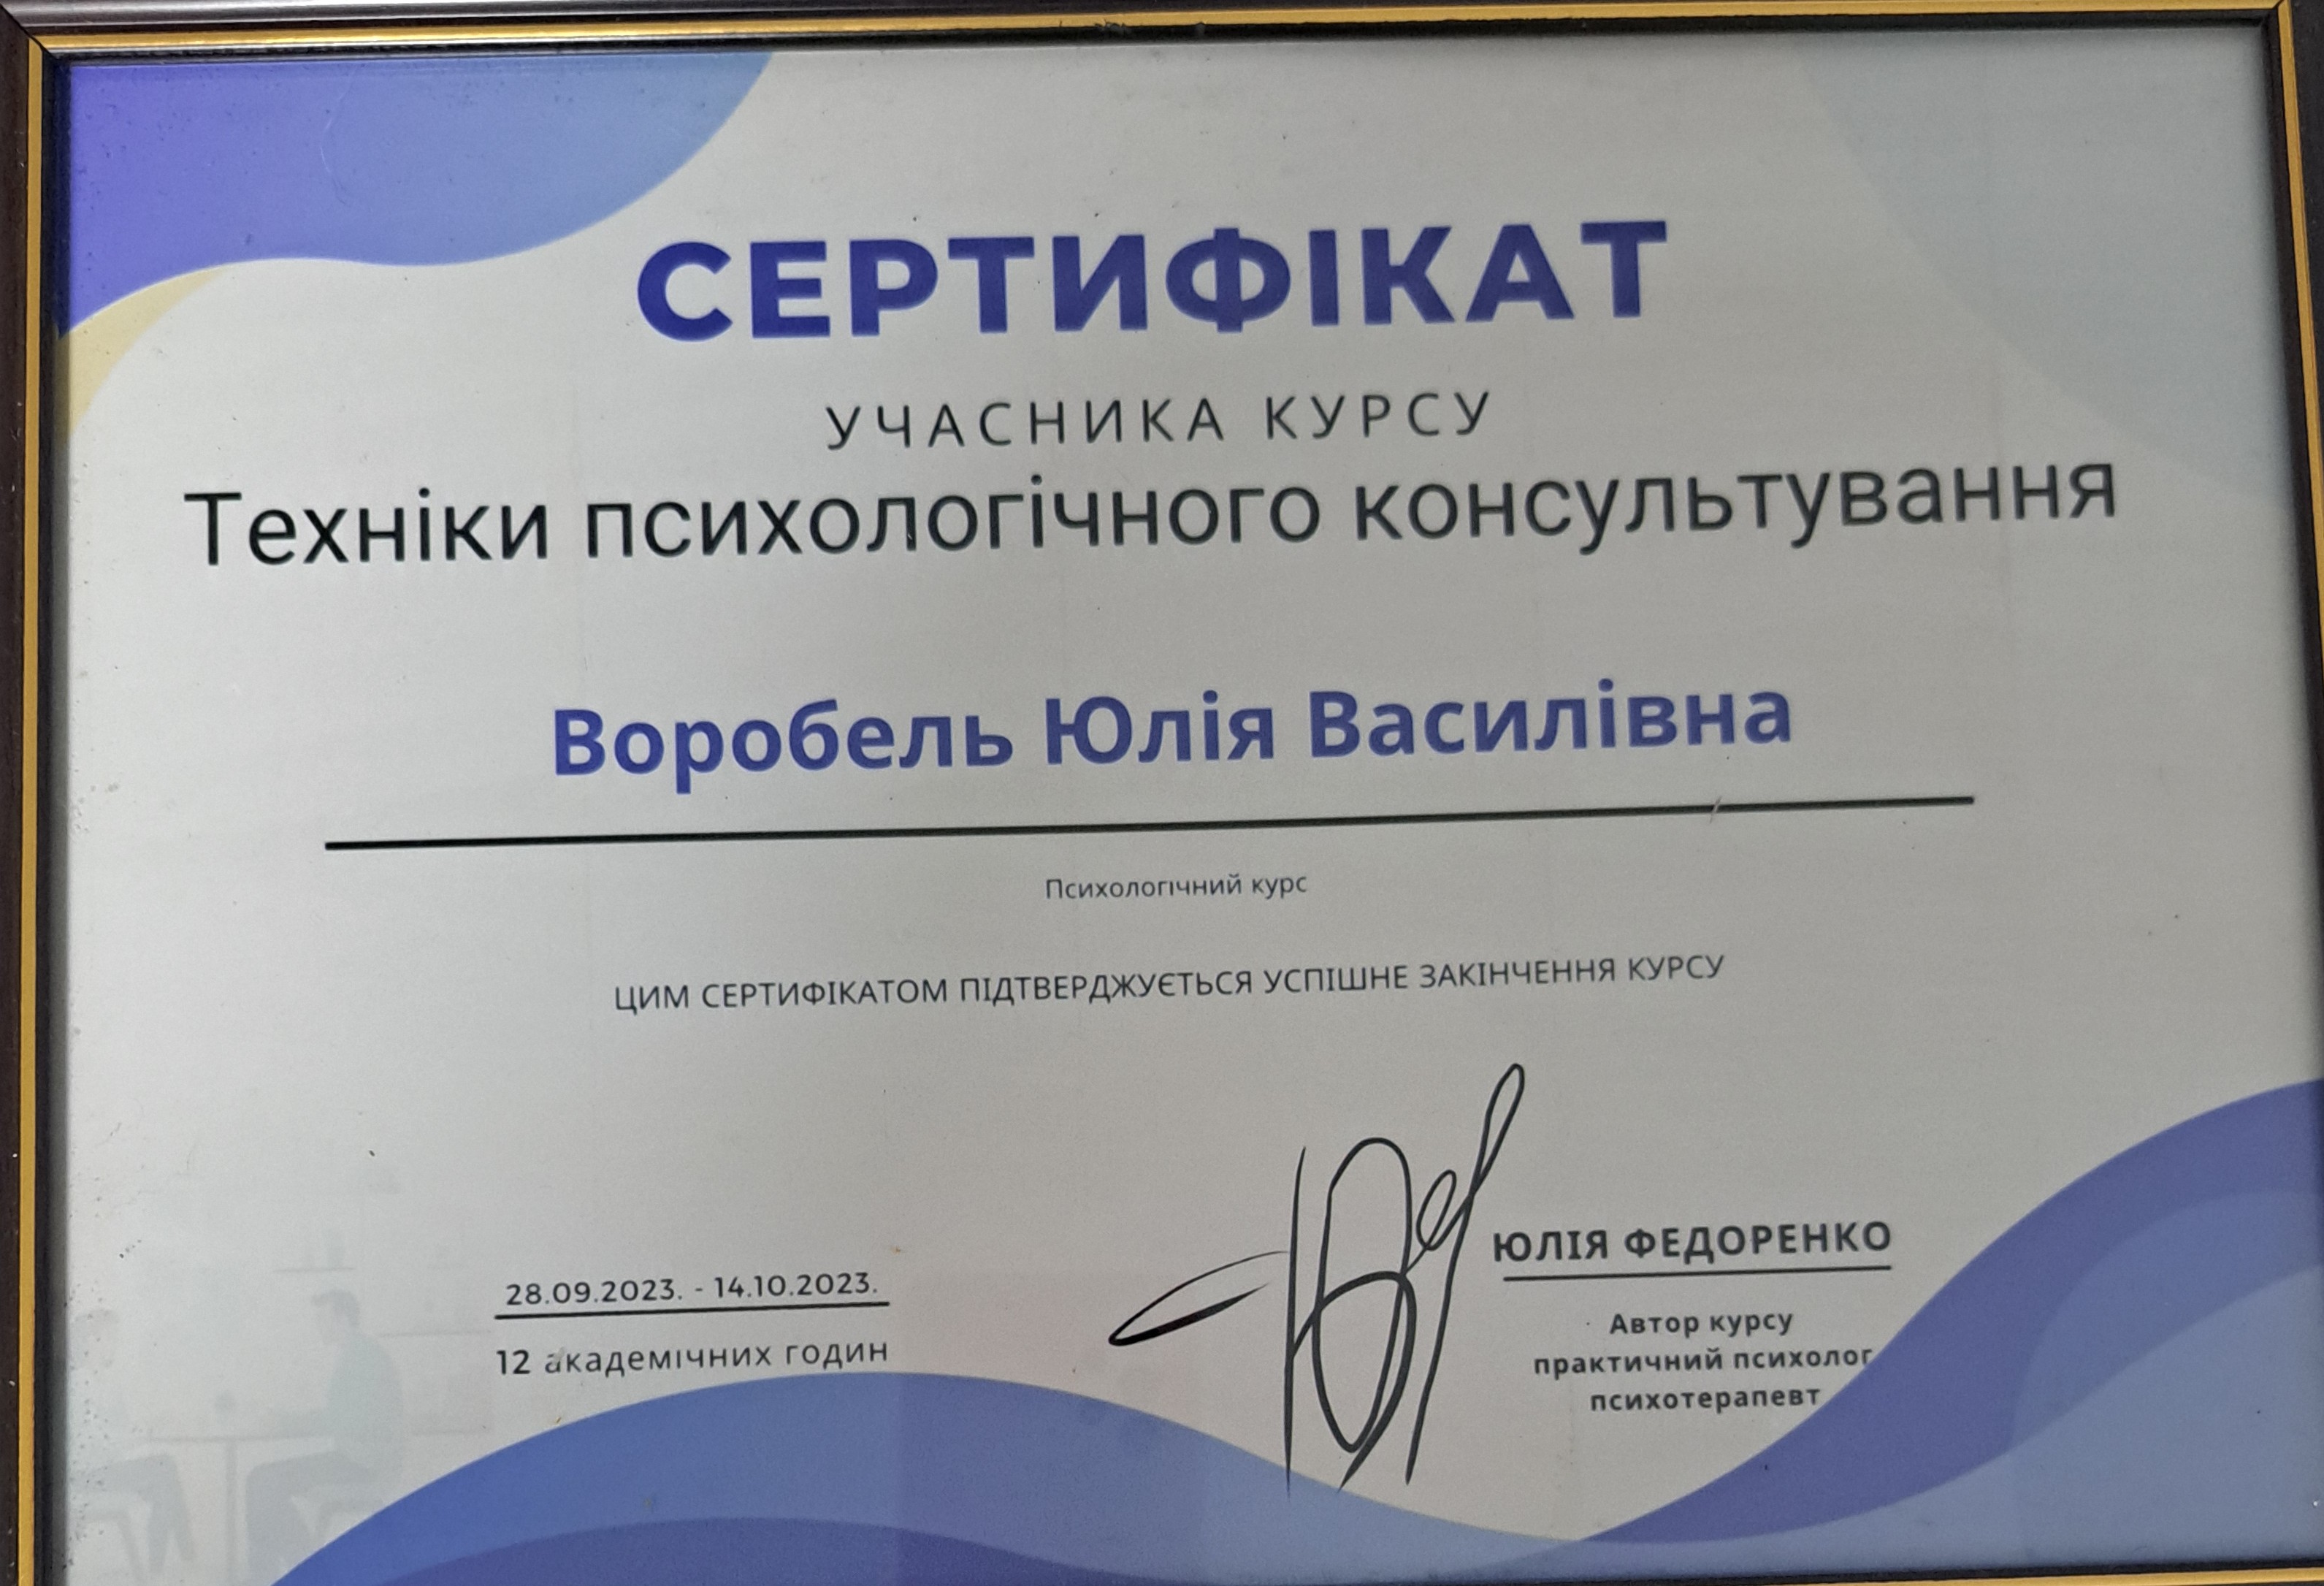 СЕРТИФІКАТ
УЧАСНИКА КУРСУ
Техніки психологічного консультування
Воробель Юлія Василівна
Психологічний курс
ЦИМ СЕРТИФІКАТОМ ПІДТВЕРДЖУЄТЬСЯ УСПІШНЕ ЗАКІНЧЕННЯ КУРСУ
28.09.2023. - 14.10.2023.
12 академічних годин
ЮЛІЯ ФЕДОРЕНКО
Автор курсу
практичний психолог
психотерапевт